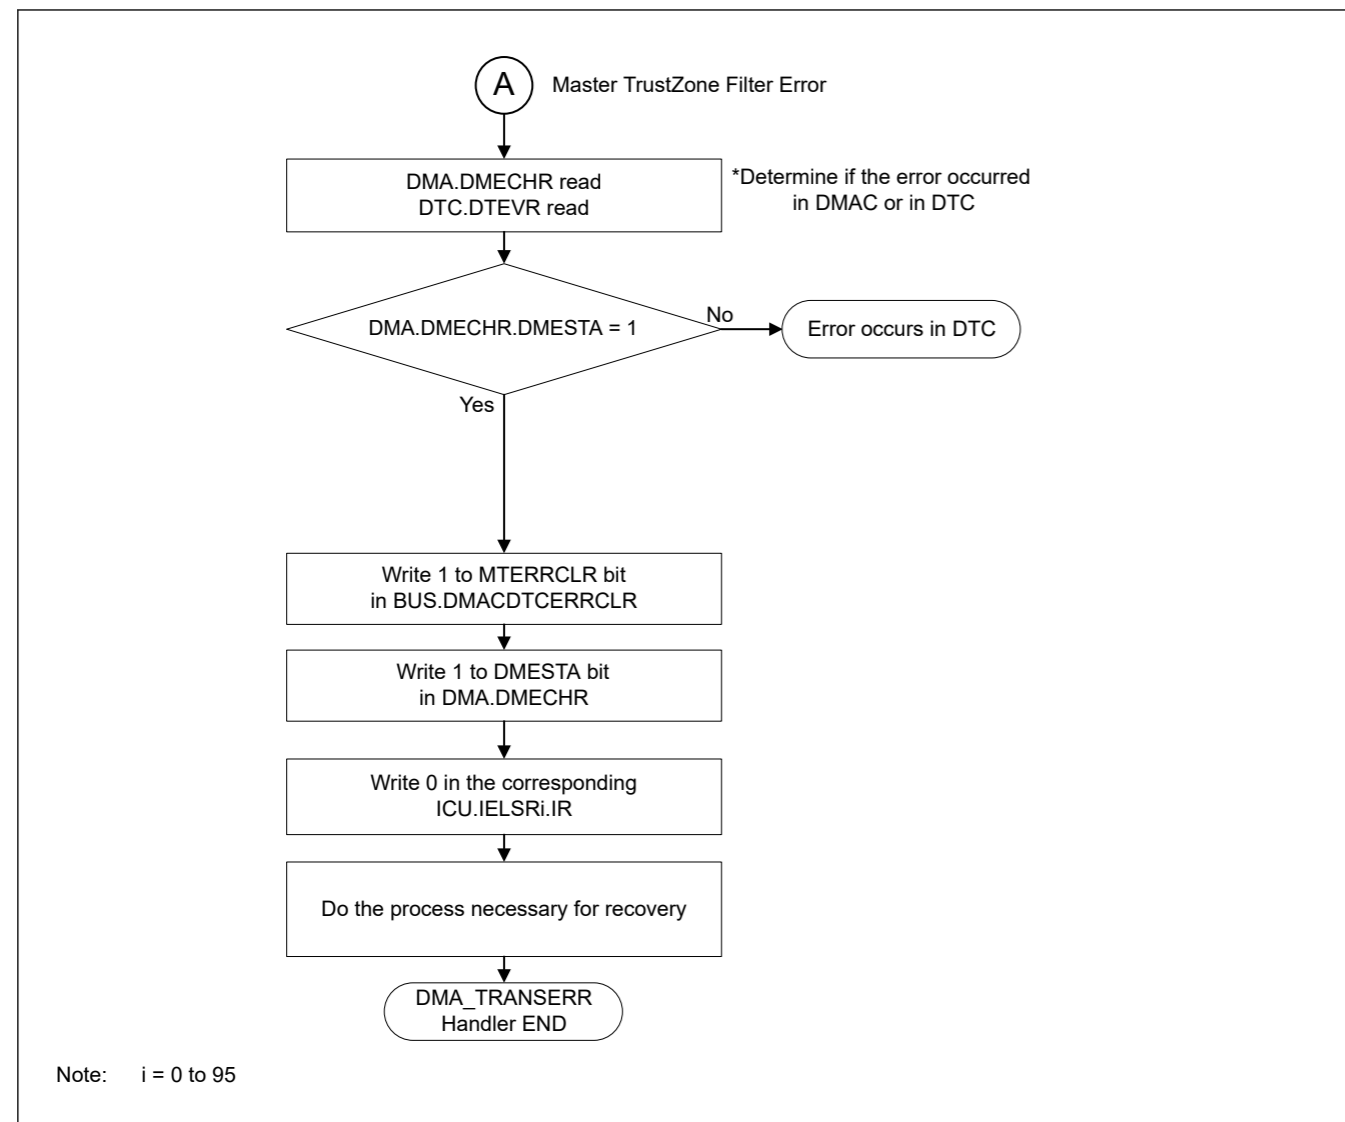 A
Master TrustZone Filter Error
DMA.DMECHR read
DTC.DTEVR read
*Determine if the error occurred
in DMAC or in DTC
DMA.DMECHR.DMESTA = 1
No
Error occurs in DTC
Yes
Write 1 to MTERRCLR bit
in BUS.DMACDTCERRCLR
Write 1 to DMESTA bit
in DMA.DMECHR
Write 0 in the corresponding
ICU.IELSRi.IR
Do the process necessary for recovery
DMA_TRANSERR
Handler END
Note: i = 0 to 95